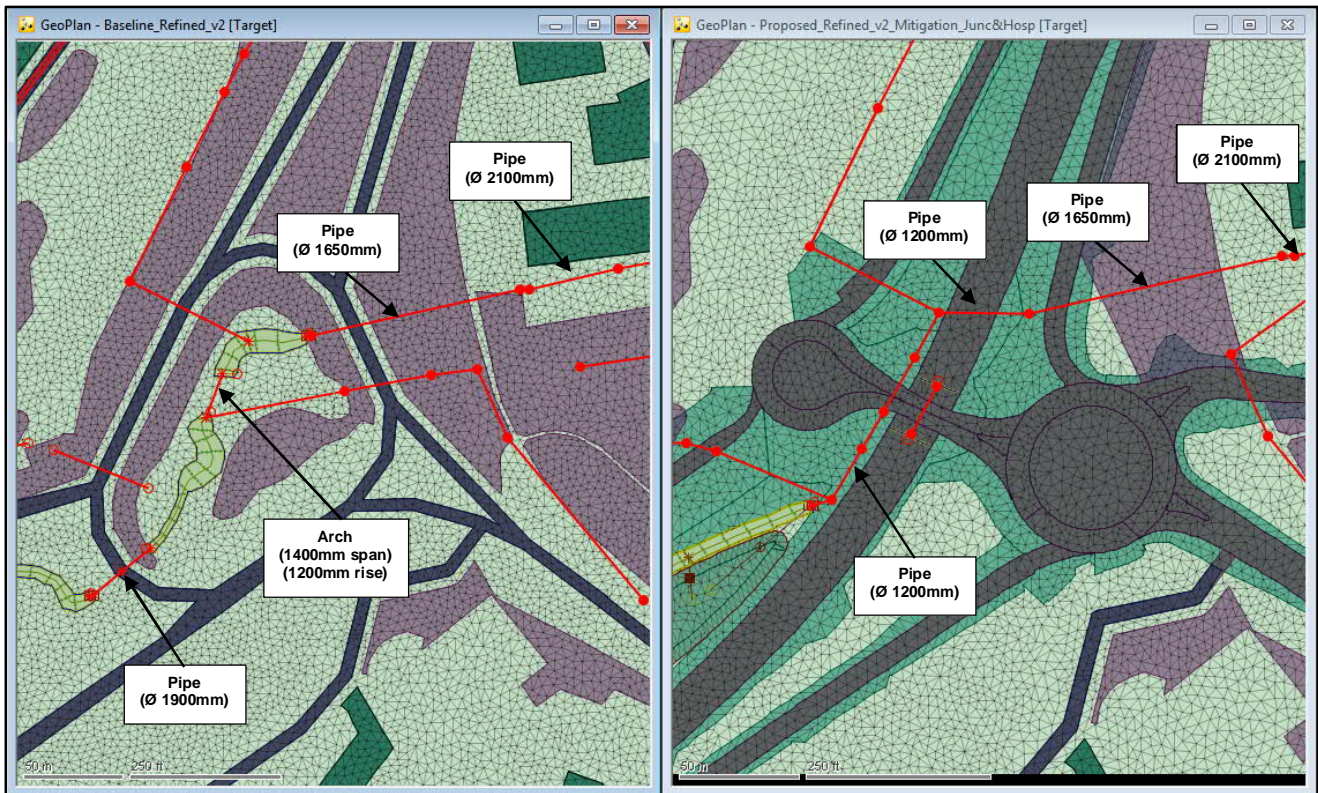 GeoPlan - Baseline_Refined_v2 [Target]
Pipe
(Ø 2100mm)
Pipe
(Ø 1650mm)
Arch
(1400mm span)
(1200mm rise)
Pipe
(Ø 1900mm)
50 m
250 ft
GeoPlan - Proposed_Refined_v2_Mitigation_Junc&Hosp [Target]
Pipe
(Ø 2100mm)
Pipe
(Ø 1650mm)
Pipe
(Ø 1200mm)
Pipe
(Ø 1200mm)
50 m
250 ft